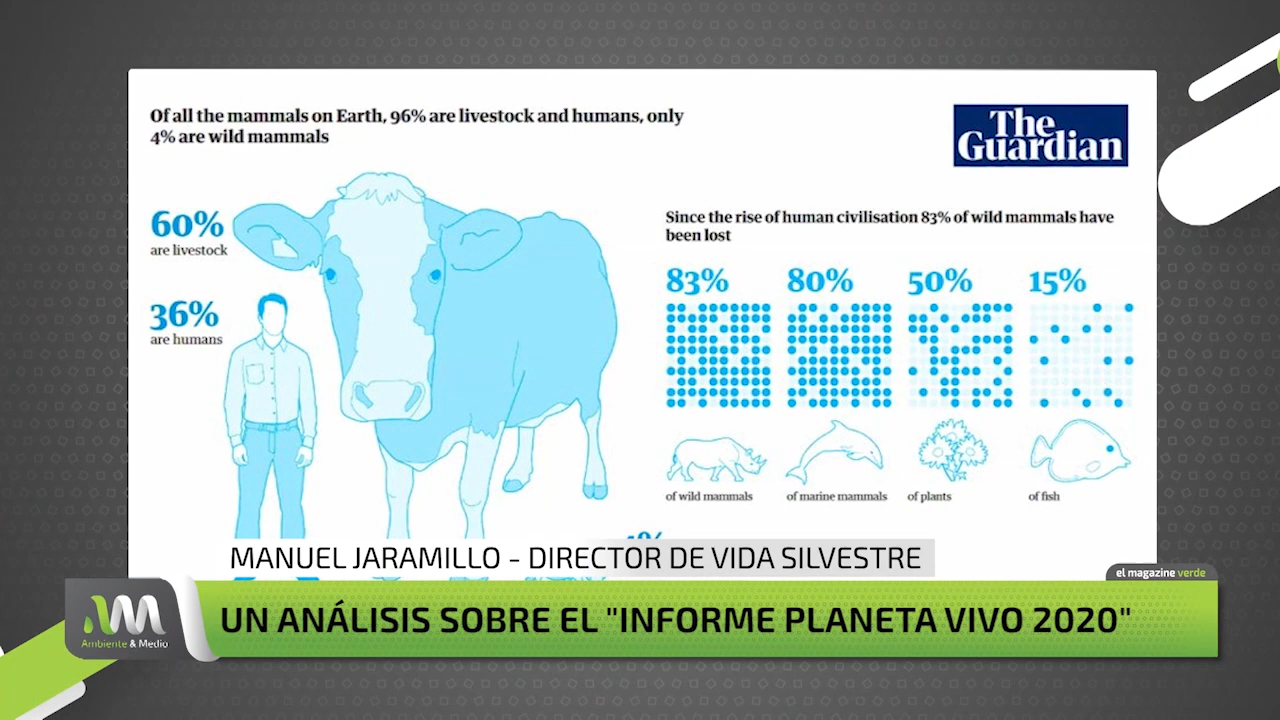 Of all the mammals on Earth, 96% are livestock and humans, only
4% are wild mammals
The
Guardian
60%
are livestock
36%
are humans
Since the rise of human civilisation 83% of wild mammals have
been lost
83%
80%
50%
15%
of wild mammals
of marine mammals
of plants
of fish
MANUEL JARAMILLO - DIRECTOR DE VIDA SILVESTRE
el magazine verde
AM
Ambiente & Medio
UN ANÁLISIS SOBRE EL "INFORME PLANETA VIVO 2020"